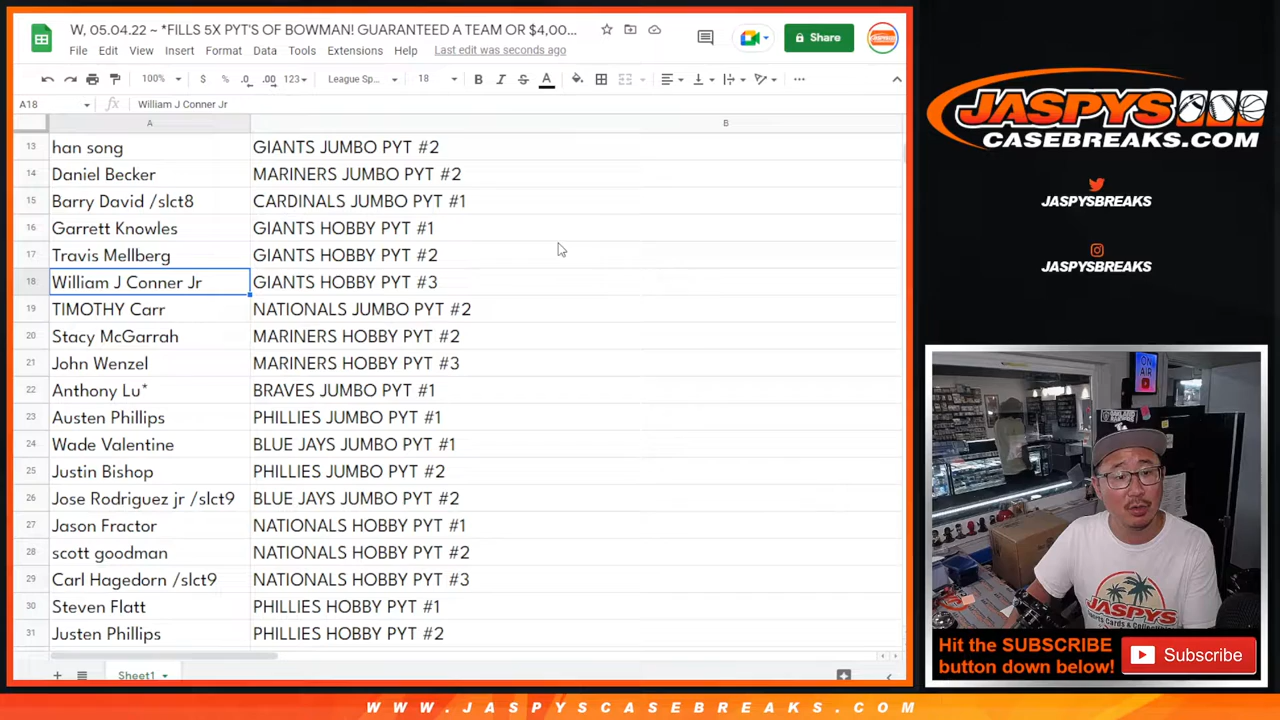 W, 05.04.22 ~ *FILLS 5X PYT'S OF BOWMAN! GUARANTEED A TEAM OR $4,00...
File Edit View Insert Format Data Tools Extensions Help Last edit was seconds ago
Share
100% $ % .0 .00 123 League Sp... 18 B I S A
A18 fx William J Conner Jr
A B
13 han song GIANTS JUMBO PYT #2
14 Daniel Becker MARINERS JUMBO PYT #2
15 Barry David /slct8 CARDINALS JUMBO PYT #1
16 Garrett Knowles GIANTS HOBBY PYT #1
17 Travis Mellberg GIANTS HOBBY PYT #2
18 William J Conner Jr GIANTS HOBBY PYT #3
19 TIMOTHY Carr NATIONALS JUMBO PYT #2
20 Stacy McGarrah MARINERS HOBBY PYT #2
21 John Wenzel MARINERS HOBBY PYT #3
22 Anthony Lu* BRAVES JUMBO PYT #1
23 Austen Phillips PHILLIES JUMBO PYT #1
24 Wade Valentine BLUE JAYS JUMBO PYT #1
25 Justin Bishop PHILLIES JUMBO PYT #2
26 Jose Rodriguez jr /slct9 BLUE JAYS JUMBO PYT #2
27 Jason Fractor NATIONALS HOBBY PYT #1
28 scott goodman NATIONALS HOBBY PYT #2
29 Carl Hagedorn /slct9 NATIONALS HOBBY PYT #3
30 Steven Flatt PHILLIES HOBBY PYT #1
31 Justen Phillips PHILLIES HOBBY PYT #2
Sheet1
JASPYS
CASEBREAKS.COM
JASPYSBREAKS
JASPYSBREAKS
ON
AIR
JASPYS
Hit the SUBSCRIBE
button down below!
Subscribe
WWW.JASPYSCASEBREAKS.COM